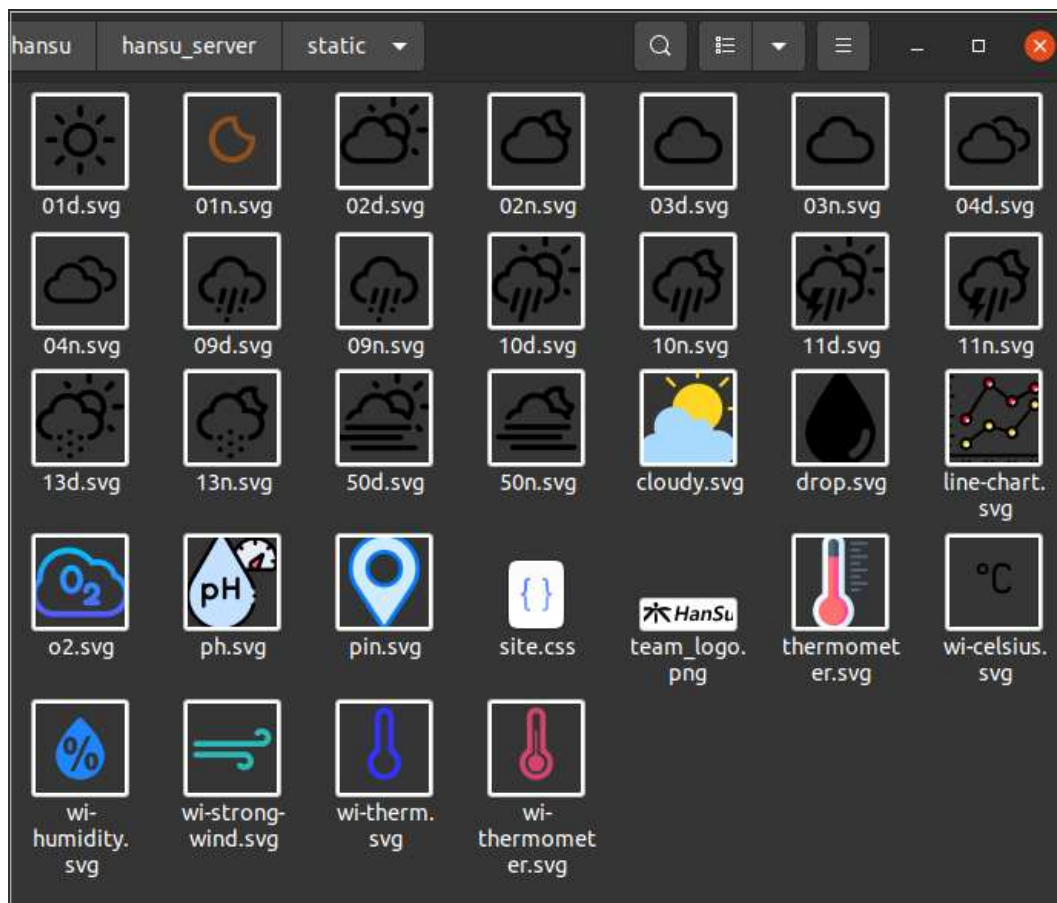 hansu hansu_server static
01d.svg 01n.svg 02d.svg 02n.svg 03d.svg 03n.svg 04d.svg
04n.svg 09d.svg 09n.svg 10d.svg 10n.svg 11d.svg 11n.svg
13d.svg 13n.svg 50d.svg 50n.svg cloudy.svg drop.svg line-chart.
svg
O2 pH { } HanSu °C
o2.svg ph.svg pin.svg site.css team_logo. thermomet wi-celsius.
png er.svg svg
%
wi- wi-strong- wi-therm. wi-
humidity. wind.svg svg thermomet
svg er.svg